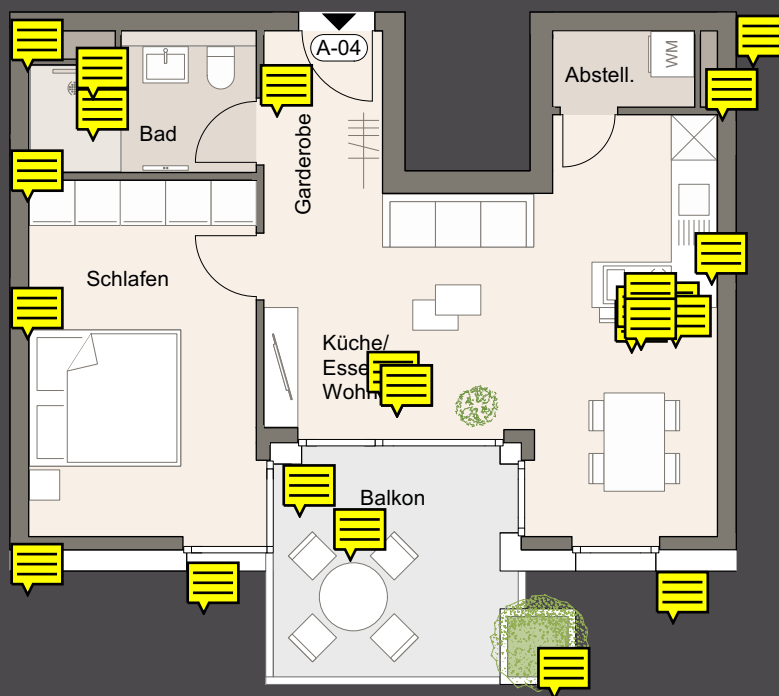 A-04
WM
Abstell.
Bad
Garderobe
Schlafen
Küche/
Balkon